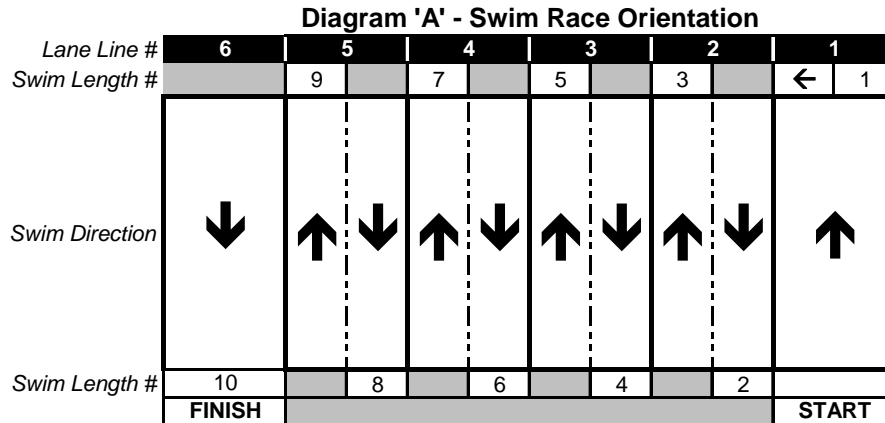 Diagram 'A' - Swim Race Orientation
Lane Line # 6 5 4 3 2 1
Swim Length # 9 7 5 3 ← 1
Swim Direction
Swim Length # 10 8 6 4 2
FINISH START